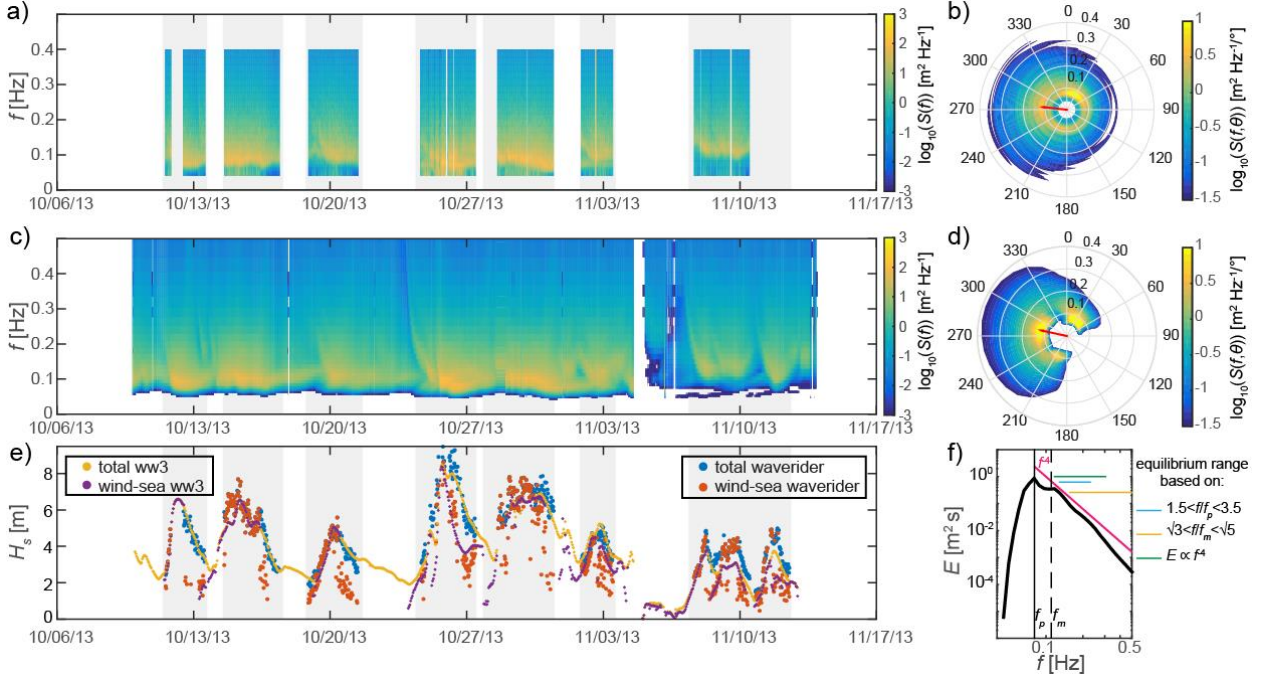 a)
f [Hz]
0.4
0.3
0.2
0.1
0
10/06/13 10/13/13 10/20/13 10/27/13 11/03/13 11/10/13 11/17/13
3
2
1
0
-1
-2
-3
log₁₀(S(f)) [m² Hz⁻¹]
b)
0
30
60
90
120
150
180
210
240
270
300
330
0.4
0.3
0.2
0.1
1
0.5
0
-0.5
-1
-1.5
log₁₀(S(f,θ)) [m² Hz⁻¹/°]
c)
f [Hz]
0.4
0.3
0.2
0.1
0
10/06/13 10/13/13 10/20/13 10/27/13 11/03/13 11/10/13 11/17/13
3
2
1
0
-1
-2
-3
log₁₀(S(f)) [m² Hz⁻¹]
d)
0
30
60
90
120
150
180
210
240
270
300
330
0.4
0.3
0.2
0.1
1
0.5
0
-0.5
-1
-1.5
log₁₀(S(f,θ)) [m² Hz⁻¹/°]
e)
Hs [m]
8
6
4
2
0
total ww3
wind-sea ww3
total waverider
wind-sea waverider
10/06/13 10/13/13 10/20/13 10/27/13 11/03/13 11/10/13 11/17/13
f)
E [m² s]
10⁰
10⁻²
10⁻⁴
f⁻⁴
fp fm
0.1 0.5
f [Hz]
equilibrium range
based on:
1.5<f/fp<3.5
√3<f/fm<√5
E ∝ f⁻⁴